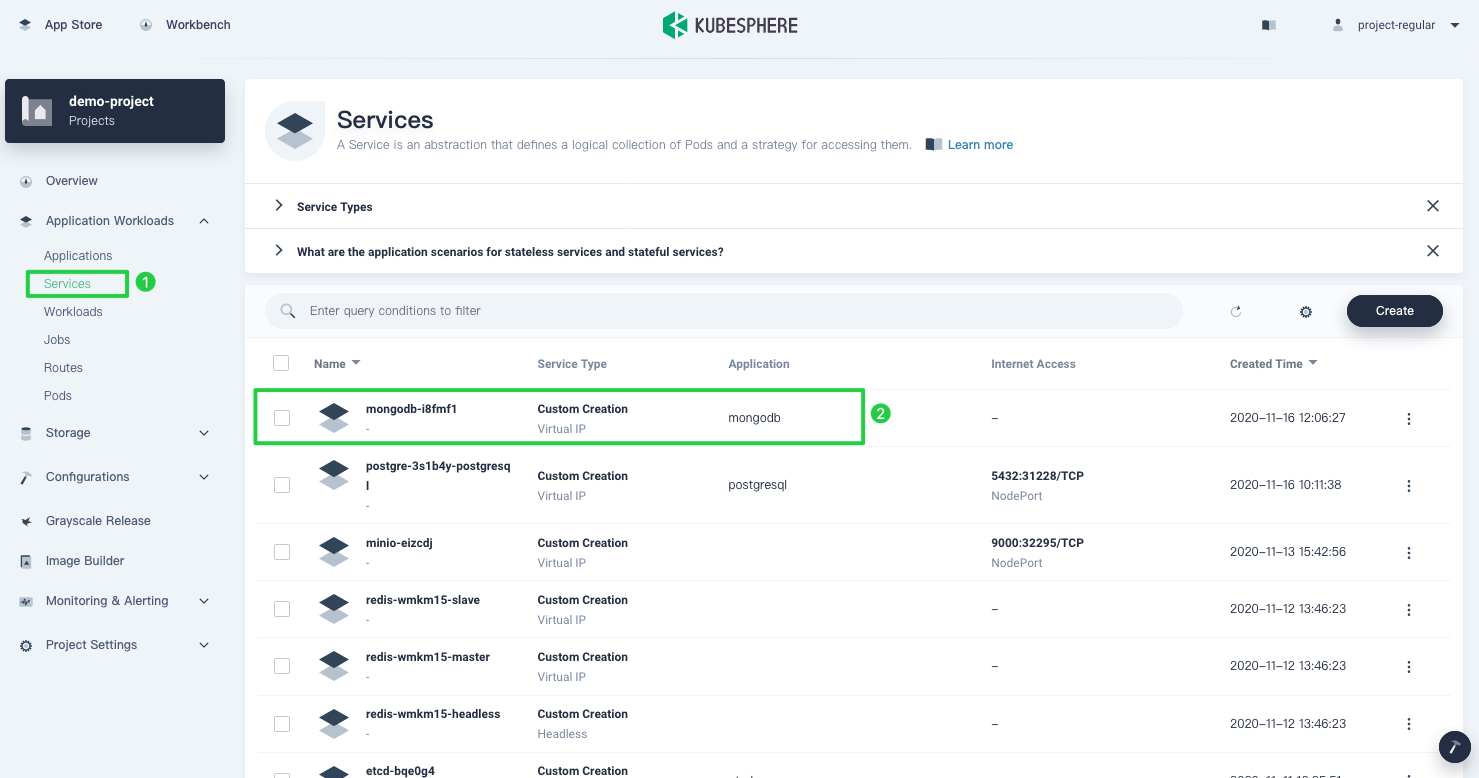 App Store
Workbench
KUBESPHERE
project-regular
demo-project
Projects
Overview
Application Workloads
Applications
Services
1
Workloads
Jobs
Routes
Pods
Storage
Configurations
Grayscale Release
Image Builder
Monitoring & Alerting
Project Settings
Services
A Service is an abstraction that defines a logical collection of Pods and a strategy for accessing them.
Learn more
Service Types
What are the application scenarios for stateless services and stateful services?
Enter query conditions to filter
Create
Name Service Type Application Internet Access Created Time
mongodb-i8fmf1
-
Custom Creation
Virtual IP
mongodb
2
–
2020–11–16 12:06:27
postgre-3s1b4y-postgresq
l
-
Custom Creation
Virtual IP
postgresql
5432:31228/TCP
NodePort
2020–11–16 10:11:38
minio-eizcdj
-
Custom Creation
Virtual IP
9000:32295/TCP
NodePort
2020–11–13 15:42:56
redis-wmkm15-slave
-
Custom Creation
Virtual IP
–
2020–11–12 13:46:23
redis-wmkm15-master
-
Custom Creation
Virtual IP
–
2020–11–12 13:46:23
redis-wmkm15-headless
-
Custom Creation
Headless
–
2020–11–12 13:46:23
etcd-bqe0g4
Custom Creation